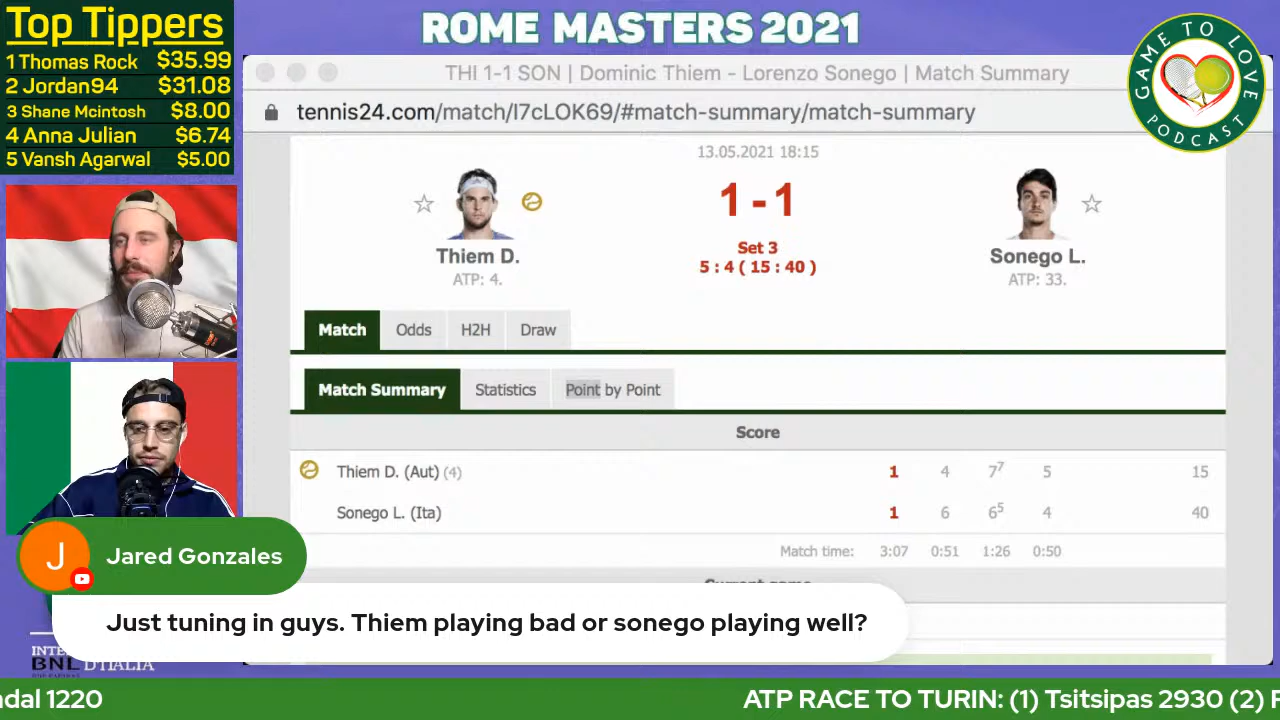 Top Tippers
1 Thomas Rock $35.99
2 Jordan94 $31.08
3 Shane Mcintosh $8.00
4 Anna Julian $6.74
5 Vansh Agarwal $5.00
ROME MASTERS 2021
GAME TO LOVE
PODCAST
THI 1-1 SON | Dominic Thiem - Lorenzo Sonego | Match Summary
tennis24.com/match/I7cLOK69/#match-summary/match-summary
13.05.2021 18:15
1 - 1
Set 3
5 : 4 ( 15 : 40 )
Thiem D.
ATP: 4.
Sonego L.
ATP: 33.
Match Odds H2H Draw
Match Summary Statistics Point by Point
Score
Thiem D. (Aut) (4) 1 4 7⁷ 5 15
Sonego L. (Ita) 1 6 6⁵ 4 40
Match time: 3:07 0:51 1:26 0:50
J
Jared Gonzales
Just tuning in guys. Thiem playing bad or sonego playing well?
BNL D'ITALIA
1220
ATP RACE TO TURIN: (1) Tsitsipas 2930 (2)